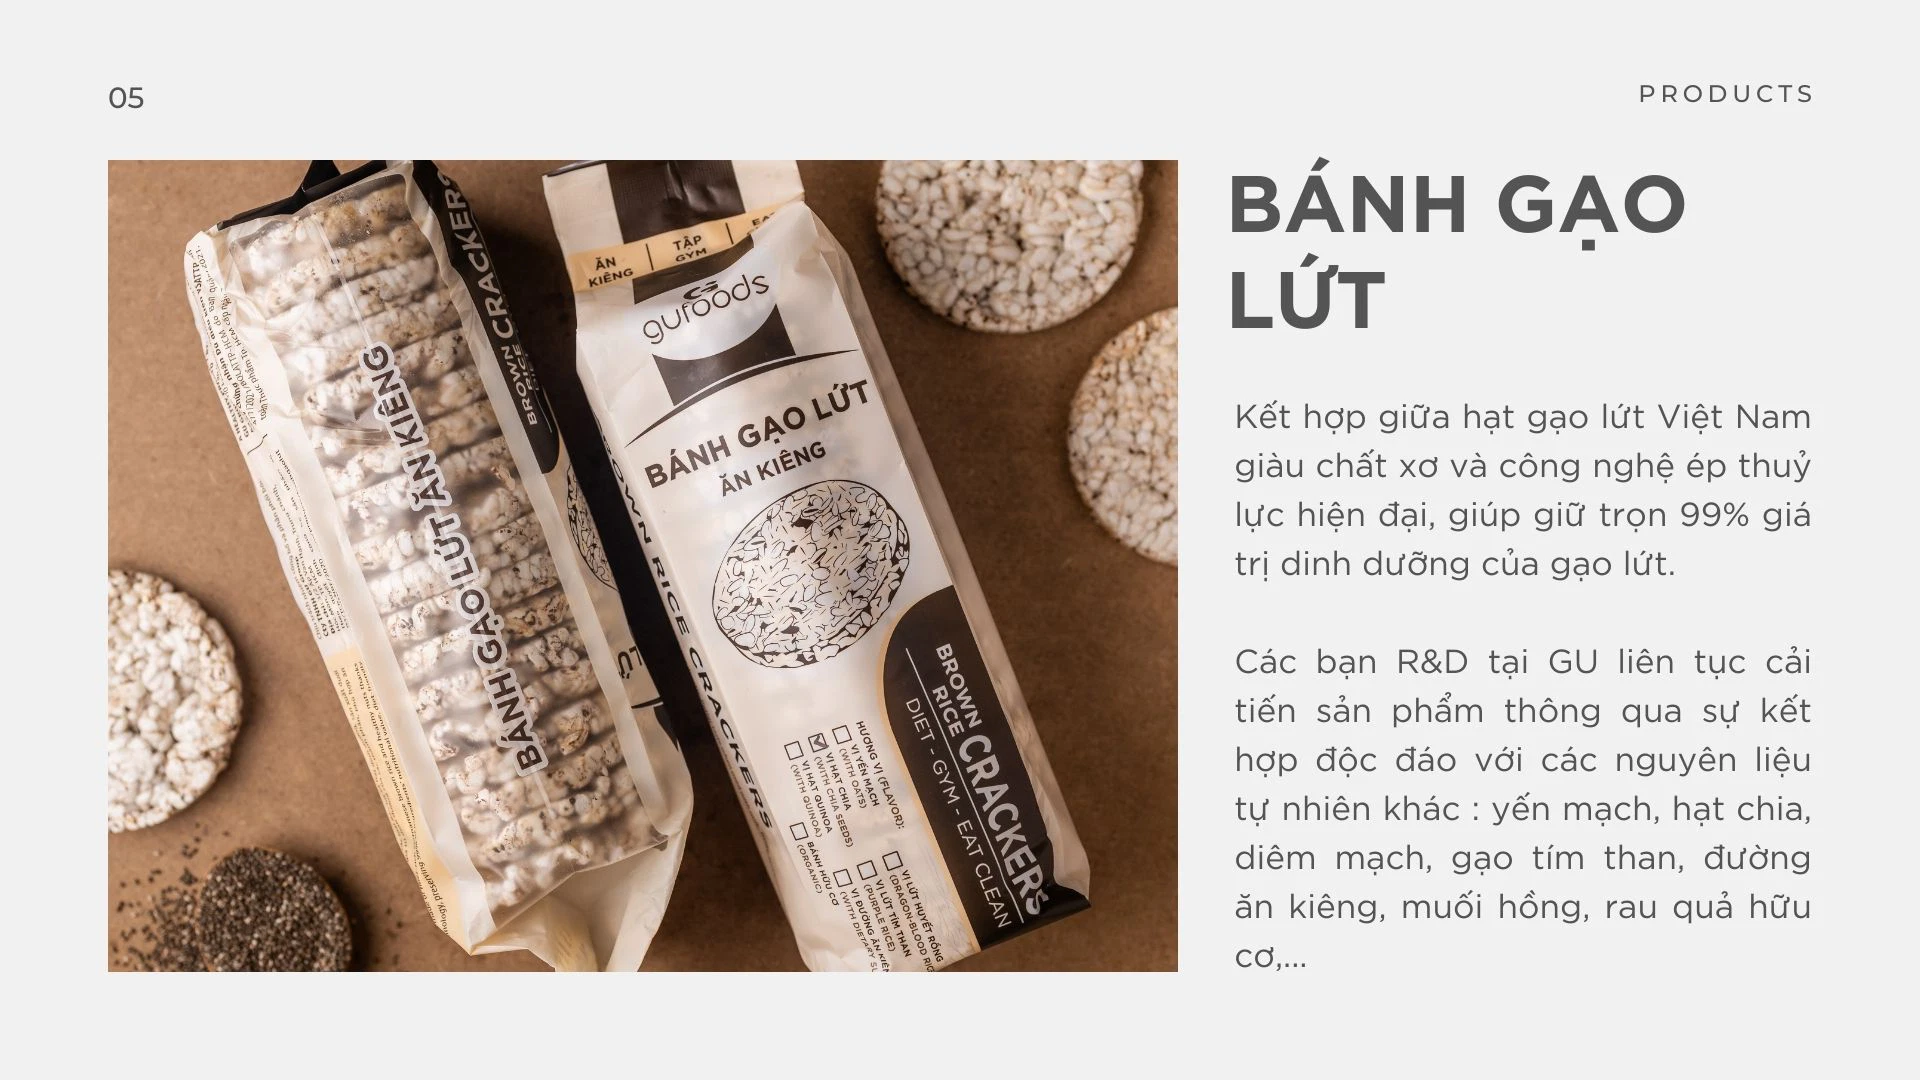 05
PRODUCTS
BÁNH GẠO
LỨT
Kết hợp giữa hạt gạo lứt Việt Nam
giàu chất xơ và công nghệ ép thuỷ
lực hiện đại, giúp giữ trọn 99% giá
trị dinh dưỡng của gạo lứt.
Các bạn R&D tại GU liên tục cải
tiến sản phẩm thông qua sự kết
hợp độc đáo với các nguyên liệu
tự nhiên khác : yến mạch, hạt chia,
diêm mạch, gạo tím than, đường
ăn kiêng, muối hồng, rau quả hữu
cơ,...
BÁNH GẠO LỨT ĂN KIÊNG
BROWN CRACKERS
RICE
ĂN
KIÊNG
TẬP
GYM
gufoods
BÁNH GẠO LỨT
ĂN KIÊNG
BROWN RICE CRACKERS
BROWN
RICE CRACKERS
DIET - GYM - EAT CLEAN
HƯƠNG VỊ (FLAVOR):
VỊ YẾN MẠCH
(WITH OATS)
VỊ HẠT CHIA
(WITH CHIA SEEDS)
VỊ HẠT QUINOA
(WITH QUINOA)
BÁNH HỮU CƠ
(ORGANIC)
VỊ LỨT HUYẾT RỒNG
(DRAGON-BLOOD
VỊ LỨT TÍM THAN
(PURPLE RICE)
VỊ ĐƯỜNG ĂN
(WITH